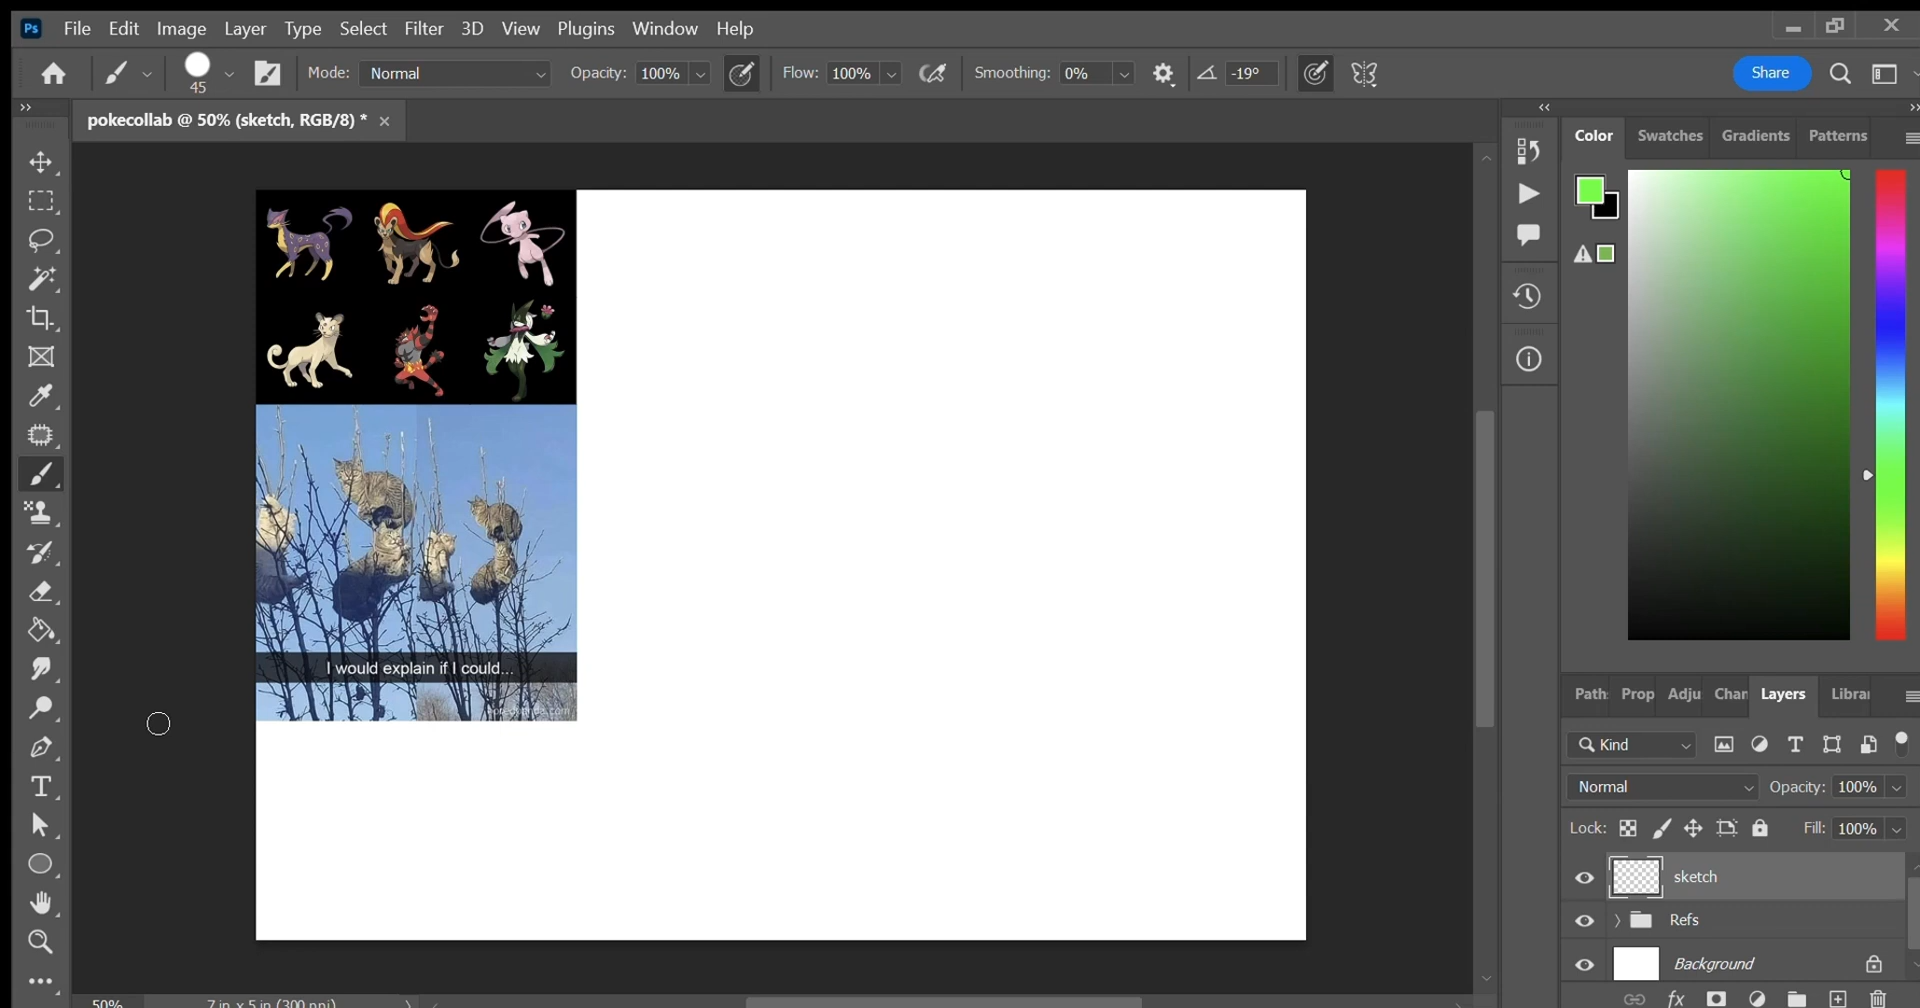 Ps File Edit Image Layer Type Select Filter 3D View Plugins Window Help
45 Mode: Normal Opacity: 100% Flow: 100% Smoothing: 0% -19° Share
pokecollab @ 50% (sketch, RGB/8) * ×
Color Swatches Gradients Patterns
I would explain if I could...
Path Prop Adju Char Layers Librar
Kind
Normal Opacity: 100%
Lock: Fill: 100%
sketch
Refs
Background
50% 7 in x 5 in (300 ppi)
fx